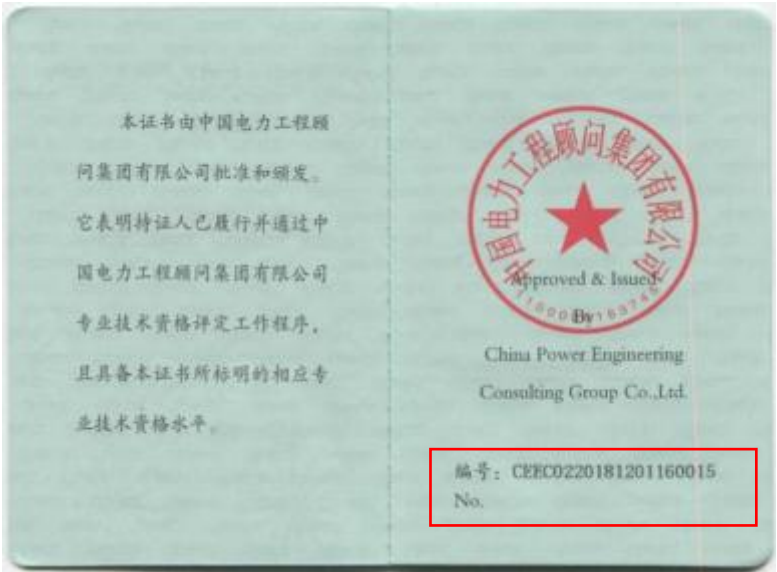 本证书由中国电力工程顾
问集团有限公司批准和颁发。
它表明持证人已履行并通过中
国电力工程顾问集团有限公司
专业技术资格评定工作程序,
且具备本证书所标明的相应专
业技术资格水平。
中国电力工程顾问集团有限公司
Approved & Issued
By
China Power Engineering
Consulting Group Co.,Ltd.
编号: CEEC0220181201160015
No.